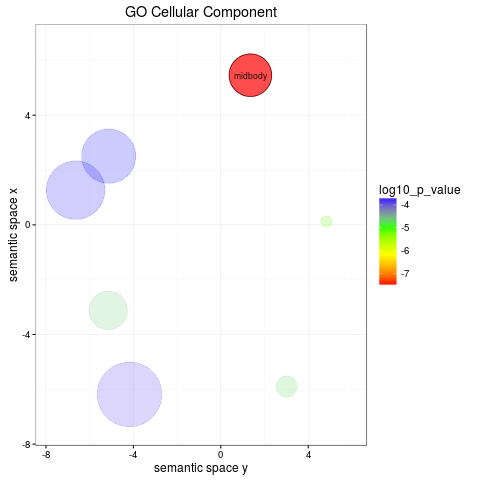 GO Cellular Component
midbody
4
0
-4
-8
semantic space x
-8
-4
0
4
semantic space y
log10_p_value
-4
-5
-6
-7